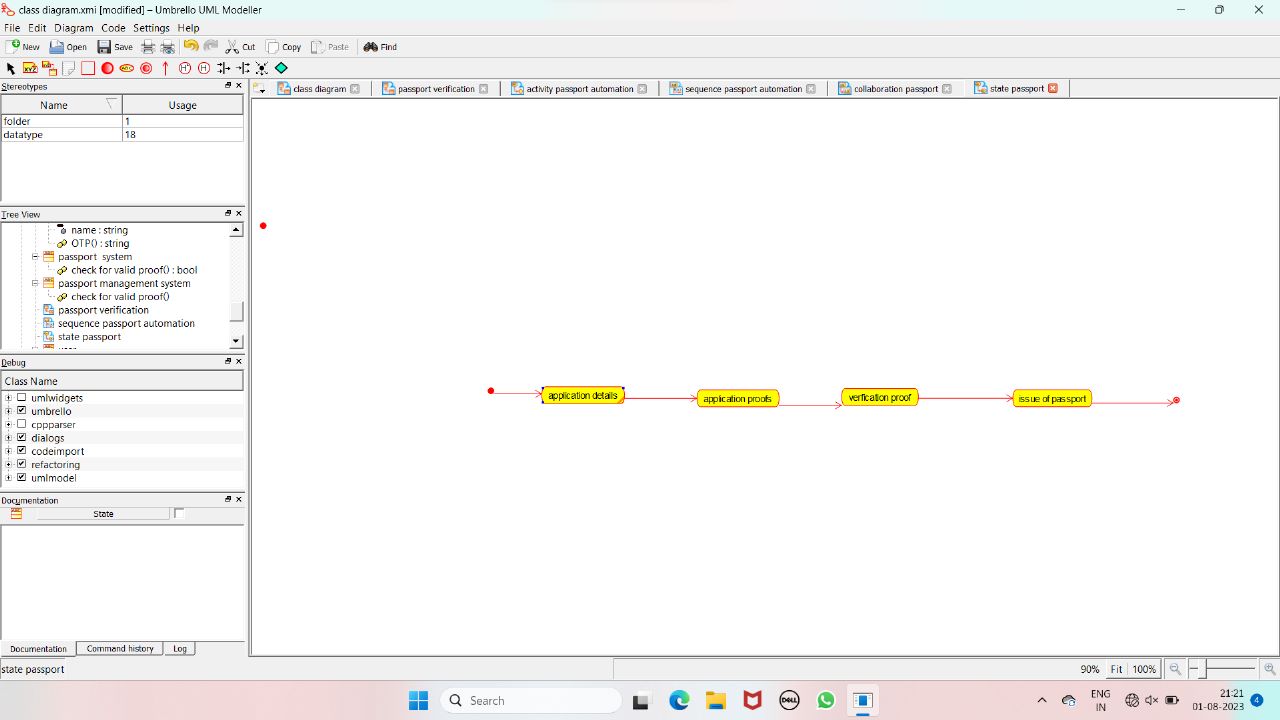 class diagram.xmi [modified] – Umbrello UML Modeller
File Edit Diagram Code Settings Help
New Open Save Cut Copy Paste Find
Stereotypes
Name Usage
folder 1
datatype 18
Tree View
name : string
OTP() : string
passport system
check for valid proof() : bool
passport management system
check for valid proof()
passport verification
sequence passport automation
state passport
Debug
Class Name
umlwidgets
umbrello
cppparser
dialogs
codeimport
refactoring
umlmodel
Documentation
State
Documentation Command history Log
class diagram passport verification activity passport automation sequence passport automation collaboration passport state passport
application details application proofs verfication proof issue of passport
state passport
90% Fit 100%
Search
DELL
ENG
IN
21:21
01-08-2023
4